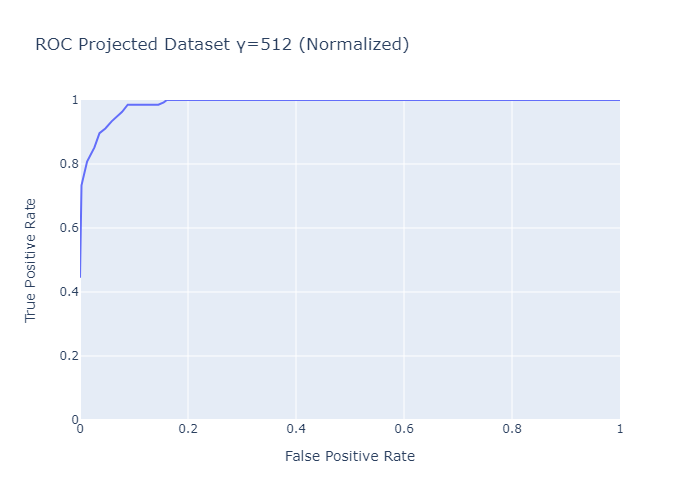 ROC Projected Dataset γ=512 (Normalized)
1
0.8
0.6
0.4
0.2
0
0 0.2 0.4 0.6 0.8 1
True Positive Rate
False Positive Rate